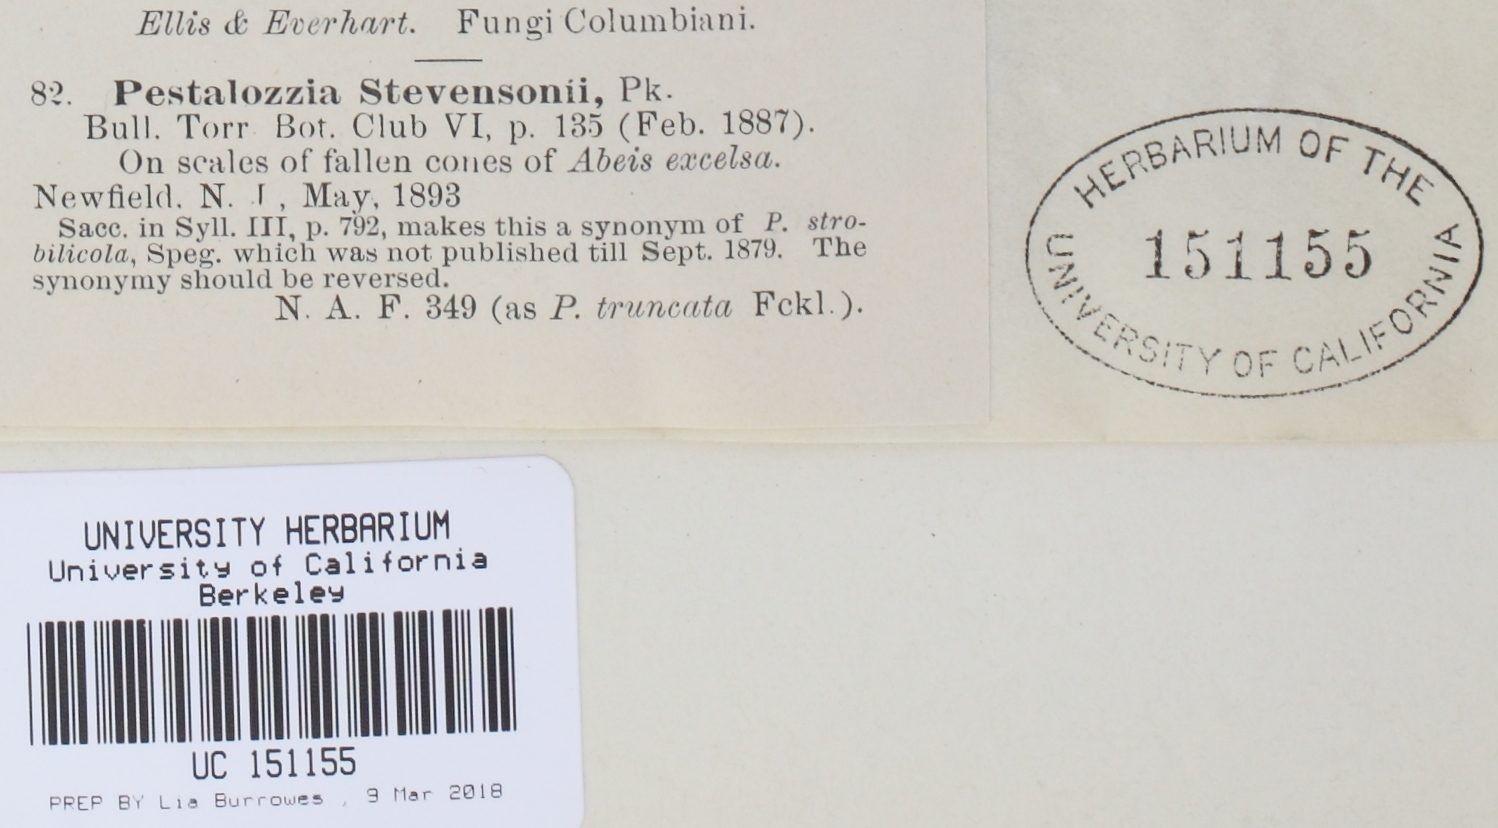 Ellis & Everhart. Fungi Columbiani.
82. Pestalozzia Stevensonii, Pk.
Bull. Torr Bot. Club VI, p. 135 (Feb. 1887).
On scales of fallen cones of Abeis excelsa.
Newfield. N. J , May, 1893
Sacc. in Syll. III, p. 792, makes this a synonym of P. stro-
bilicola, Speg. which was not published till Sept. 1879. The
synonymy should be reversed.
N. A. F. 349 (as P. truncata Fckl.).
HERBARIUM OF THE
151155
UNIVERSITY OF CALIFORNIA
UNIVERSITY HERBARIUM
University of California
Berkeley
UC 151155
PREP BY Lia Burrowes , 9 Mar 2018